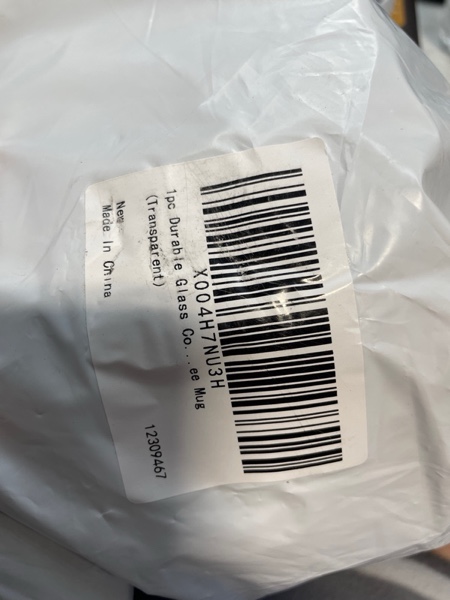 X004H7NU3H
1pc Durable Glass Co...ee Mug
(Transparent)
New
Made In China
12309467